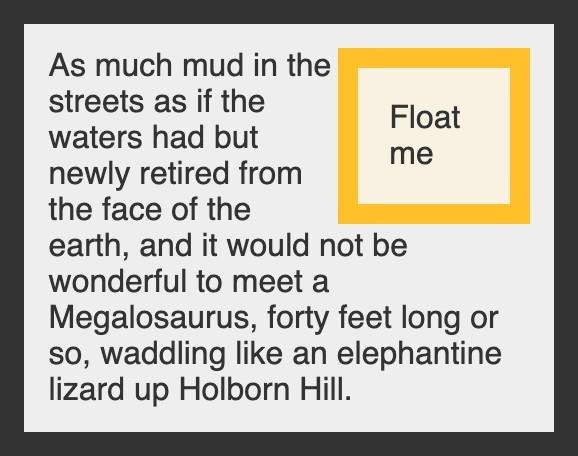 As much mud in the
streets as if the
waters had but
newly retired from
the face of the
earth, and it would not be
wonderful to meet a
Megalosaurus, forty feet long or
so, waddling like an elephantine
lizard up Holborn Hill.
Float
me